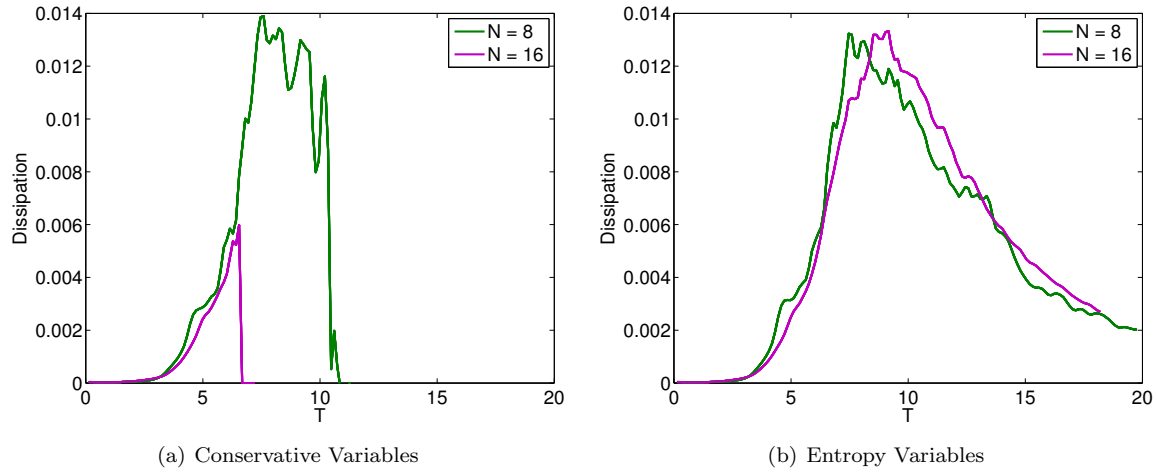 0.014
0.012
0.01
0.008
0.006
0.004
0.002
0
Dissipation
0 5 10 15 20
T
N = 8
N = 16
(a) Conservative Variables
0.014
0.012
0.01
0.008
0.006
0.004
0.002
0
Dissipation
0 5 10 15 20
T
N = 8
N = 16
(b) Entropy Variables